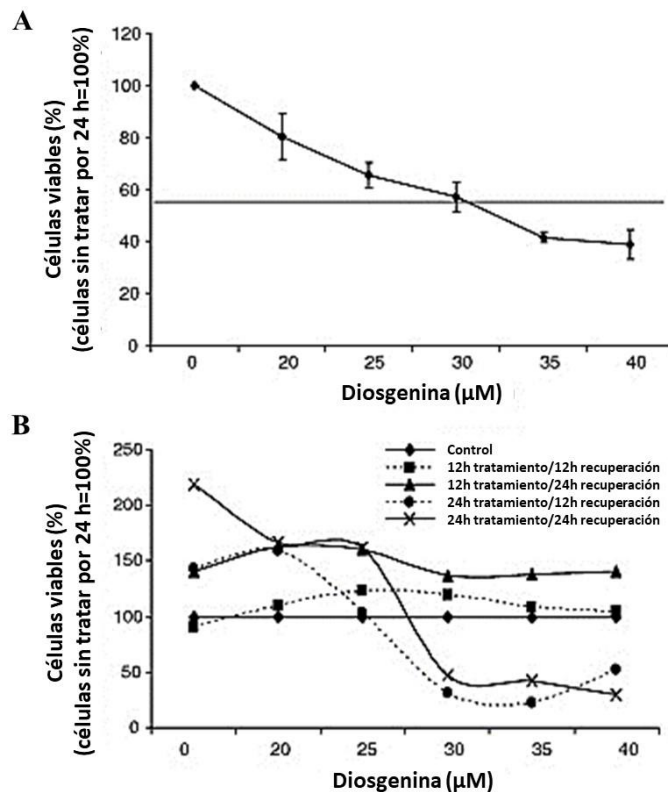 A
Células viables (%)
(células sin tratar por 24 h=100%)
120
100
80
60
40
20
0
0 20 25 30 35 40
Diosgenina (µM)
B
Células viables (%)
(células sin tratar por 24 h=100%)
250
200
150
100
50
0
Control
12h tratamiento/12h recuperación
12h tratamiento/24h recuperación
24h tratamiento/12h recuperación
24h tratamiento/24h recuperación
0 20 25 30 35 40
Diosgenina (µM)